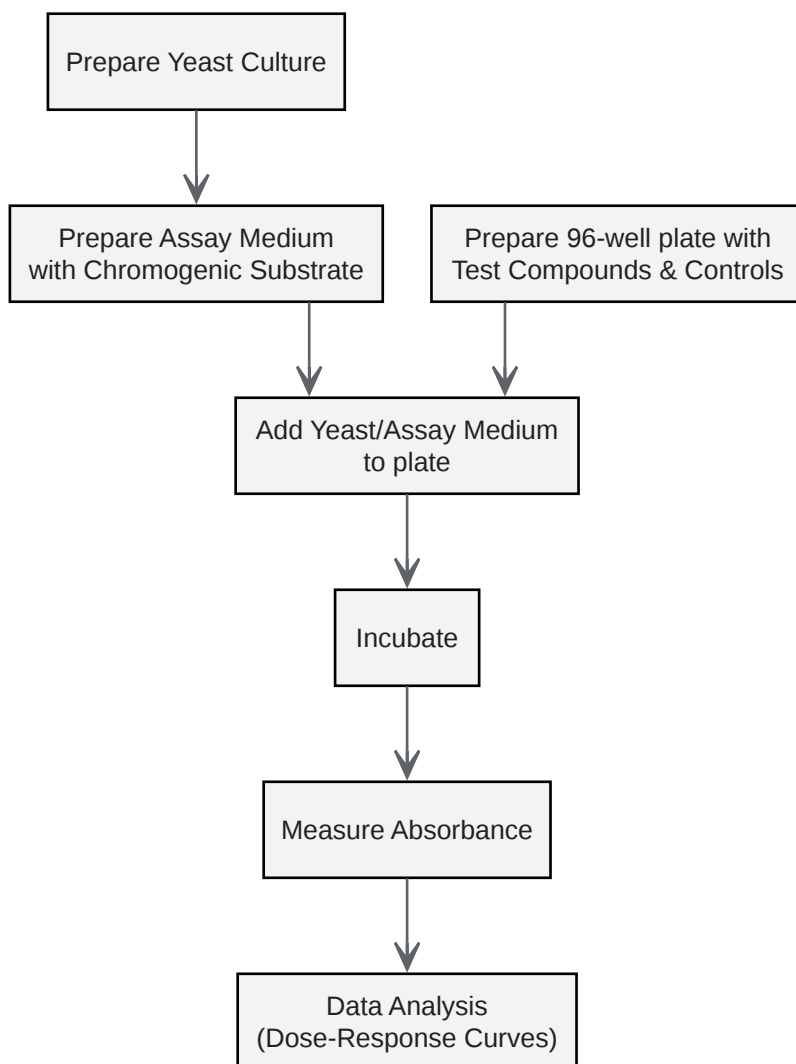 Prepare Yeast Culture
Prepare Assay Medium
with Chromogenic Substrate
Prepare 96-well plate with
Test Compounds & Controls
Add Yeast/Assay Medium
to plate
Incubate
Measure Absorbance
Data Analysis
(Dose-Response Curves)